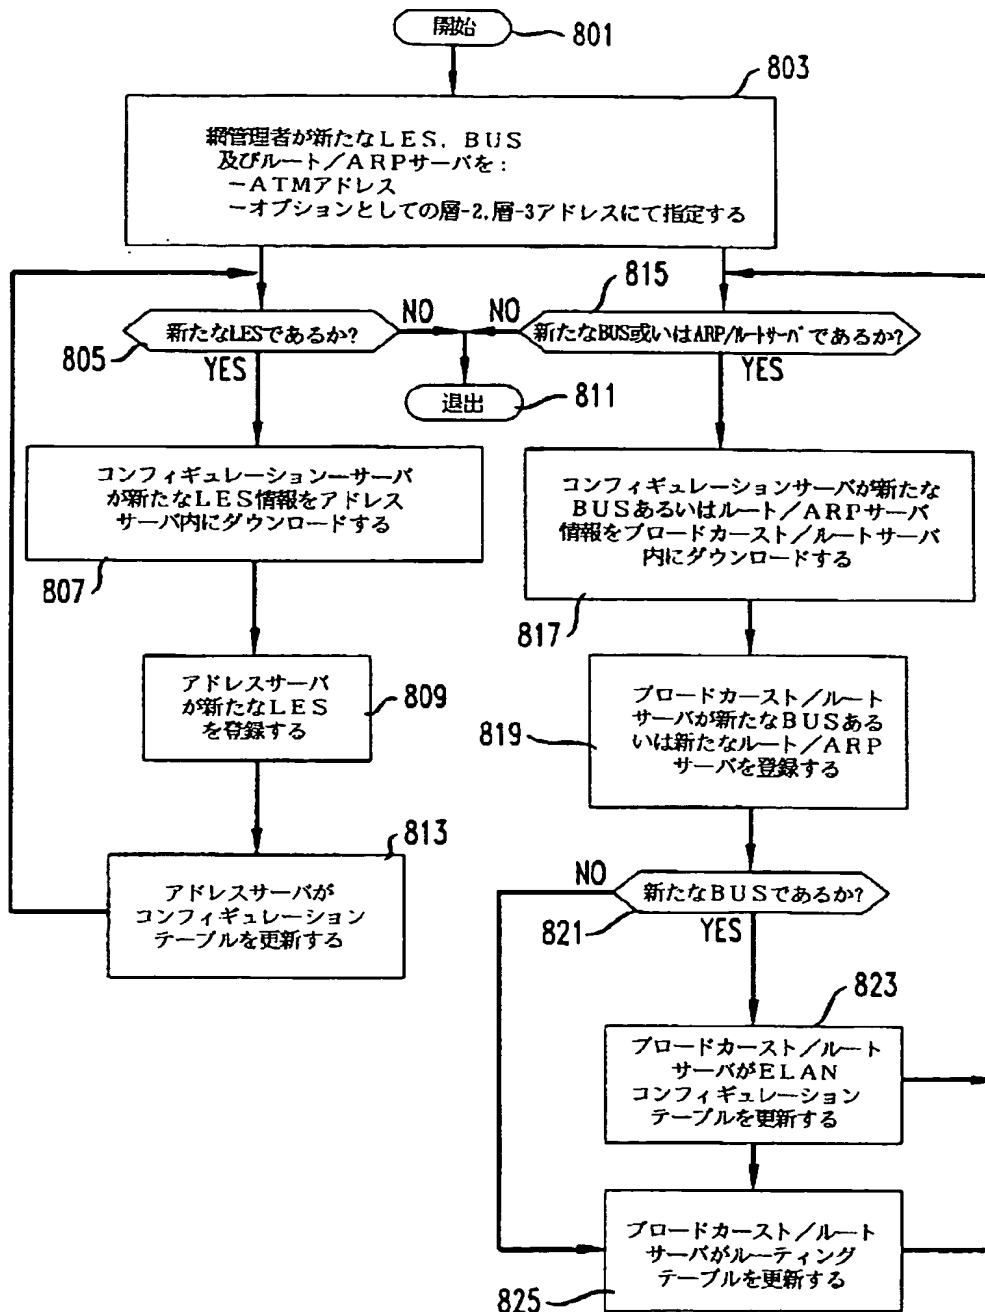 開始
801
803
網管理者が新たなLES, BUS
及びルート/ARPサーバを:
-ATMアドレス
-オプションとしての層-2,層-3アドレスにて指定する
815
新たなLESであるか?
NO
NO
新たなBUS或いはARP/ルートサーバであるか?
805
YES
YES
退出
811
コンフィギュレーションーサーバ
が新たなLES情報をアドレス
サーバ内にダウンロードする
807
コンフィギュレーションサーバが新たな
BUSあるいはルート/ARPサーバ
情報をブロードカースト/ルートサーバ
内にダウンロードする
817
アドレスサーバ
が新たなLES
を登録する
809
ブロードカースト/ルート
サーバが新たなBUSある
いは新たなルート/ARP
サーバを登録する
819
813
アドレスサーバが
コンフィギュレーション
テーブルを更新する
NO
新たなBUSであるか?
821
YES
823
ブロードカースト/ルート
サーバがELAN
コンフィギュレーション
テーブルを更新する
ブロードカースト/ルート
サーバがルーティング
テーブルを更新する
825